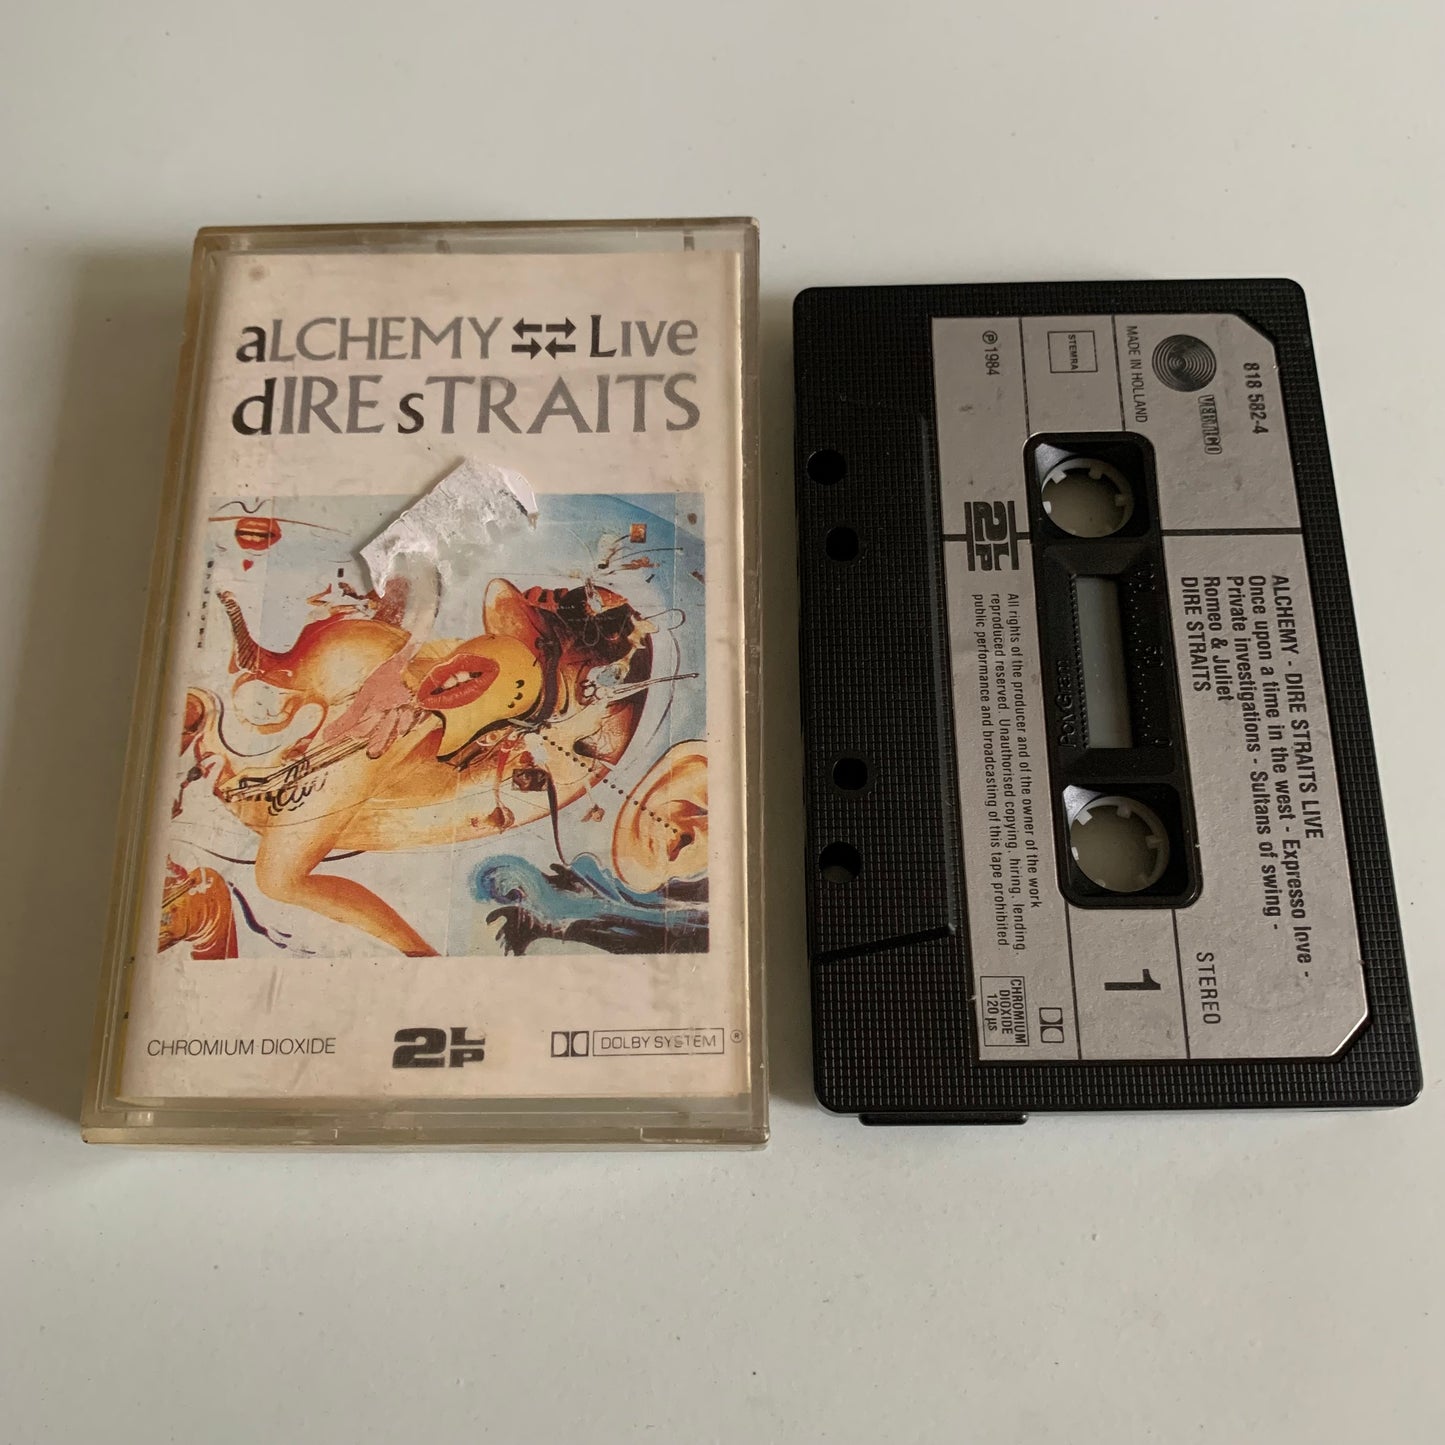 aLCHEMY Live
dIRE sTRAITS
CHROMIUM DIOXIDE
2LP
DOLBY SYSTEM ®
818 582-4
VERTIGO
MADE IN HOLLAND
STEMRA
℗ 1984
2LP
ALCHEMY - DIRE STRAITS LIVE
Once upon a time in the west - Expresso love -
Private investigations - Sultans of swing -
Romeo & Juliet
DIRE STRAITS
STEREO
1
50
0
All rights of the producer and of the owner of the work
reproduced reserved. Unauthorised copying, hiring, lending,
public performance and broadcasting of this tape prohibited
CHROMIUM
DIOXIDE
120 µs